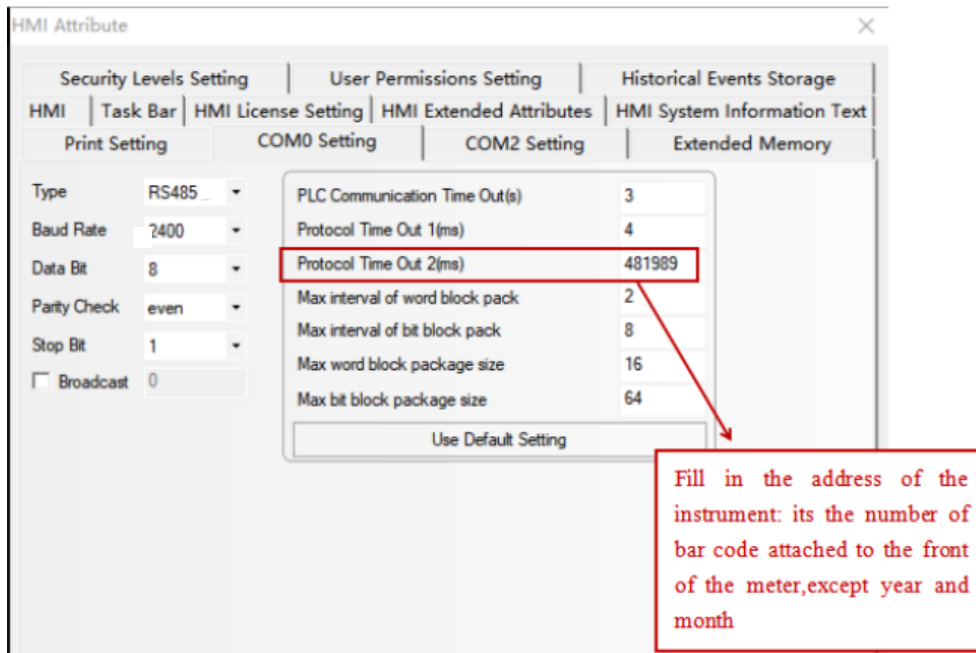 HMI Attribute
Security Levels Setting
User Permissions Setting
Historical Events Storage
HMI
Task Bar
HMI License Setting
HMI Extended Attributes
HMI System Information Text
Print Setting
COM0 Setting
COM2 Setting
Extended Memory
Type
RS485
Baud Rate
2400
Data Bit
8
Parity Check
even
Stop Bit
1
Broadcast
0
PLC Communication Time Out(s)
3
Protocol Time Out 1(ms)
4
Protocol Time Out 2(ms)
481989
Max interval of word block pack
2
Max interval of bit block pack
8
Max word block package size
16
Max bit block package size
64
Use Default Setting
Fill in the address of the
instrument: its the number of
bar code attached to the front
of the meter,except year and
month